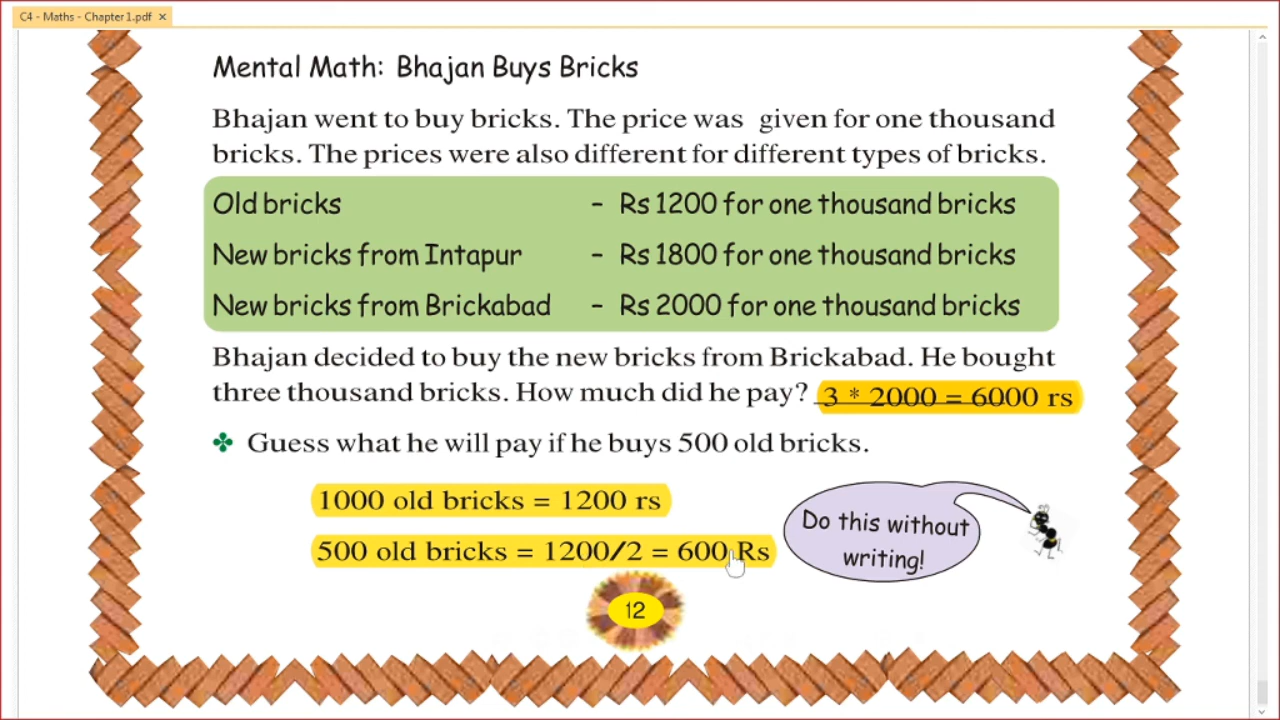 C4 - Maths - Chapter 1.pdf ×
Mental Math: Bhajan Buys Bricks
Bhajan went to buy bricks. The price was given for one thousand
bricks. The prices were also different for different types of bricks.
Old bricks – Rs 1200 for one thousand bricks
New bricks from Intapur – Rs 1800 for one thousand bricks
New bricks from Brickabad – Rs 2000 for one thousand bricks
Bhajan decided to buy the new bricks from Brickabad. He bought
three thousand bricks. How much did he pay? 3 * 2000 = 6000 rs
Guess what he will pay if he buys 500 old bricks.
1000 old bricks = 1200 rs
500 old bricks = 1200/2 = 600 Rs
Do this without
writing!
12